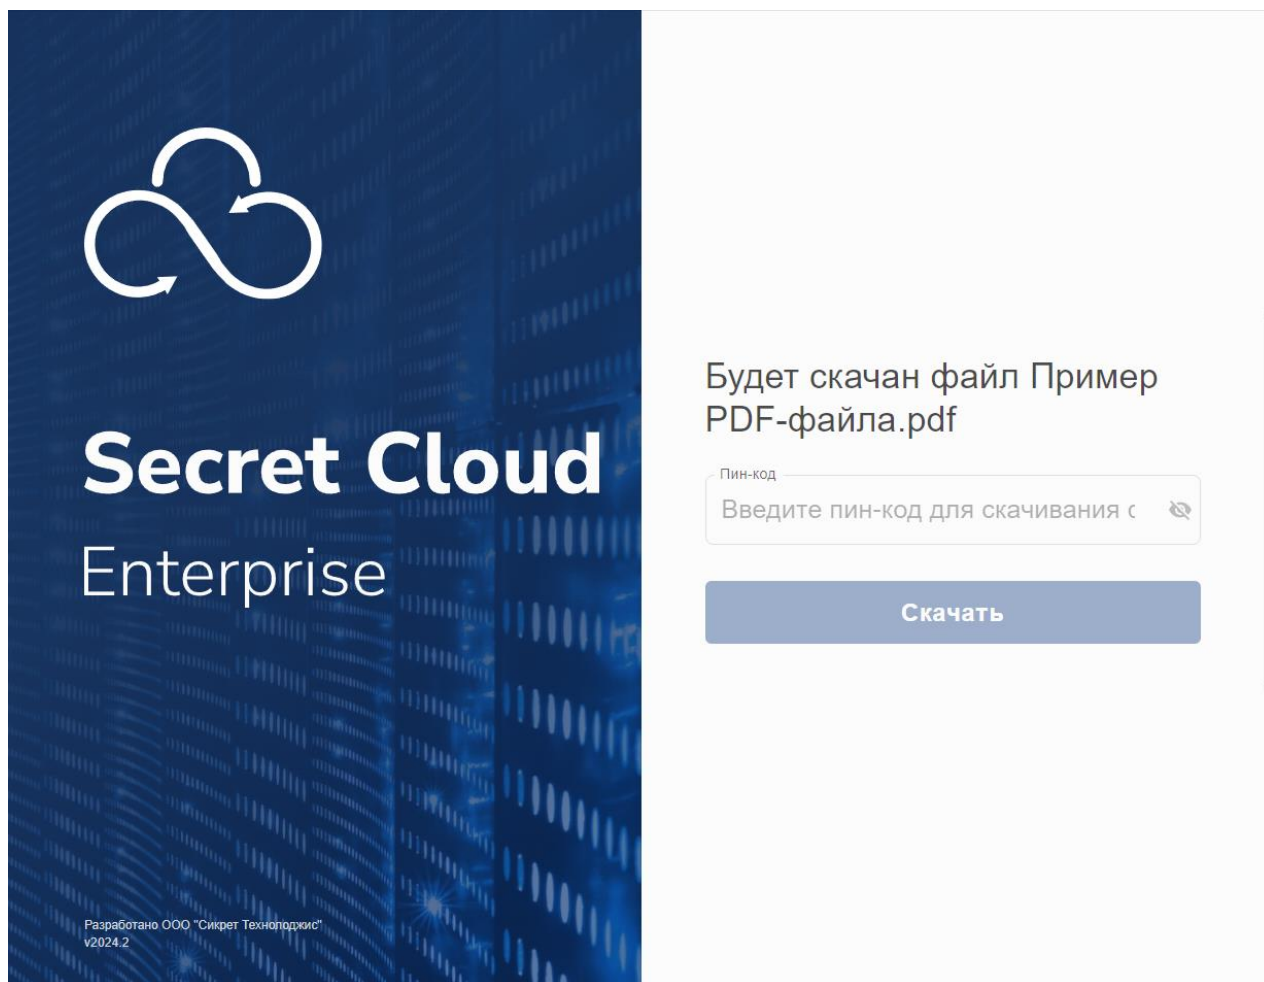 Secret Cloud
Enterprise
Разработано ООО "Сикрет Технолоджис"
v2024.2
Будет скачан файл Пример
PDF-файла.pdf
Пин-код
Введите пин-код для скачивания с
Скачать